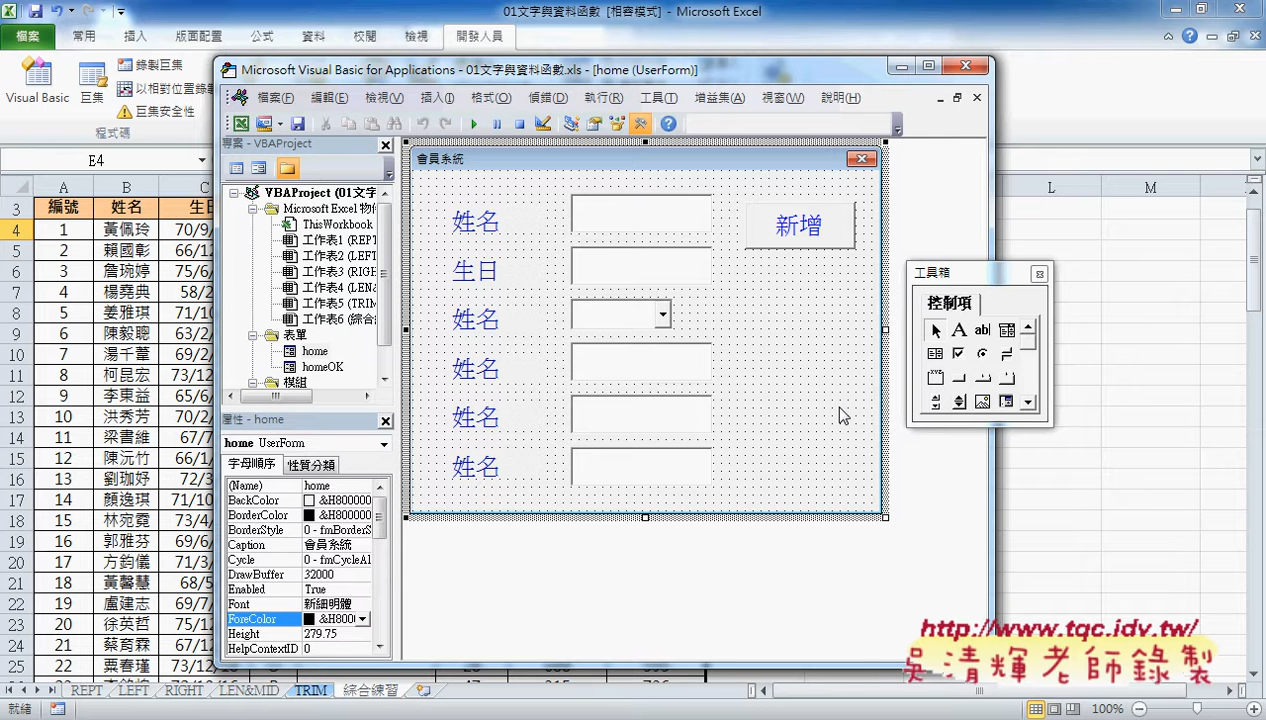 01文字與資料函數 [相容模式] - Microsoft Excel
檔案 常用 插入 版面配置 公式 資料 校閱 檢視 開發人員
Visual Basic 巨集 錄製巨集
以相對位置錄
巨集安全性
程式碼
Microsoft Visual Basic for Applications - 01文字與資料函數.xls - [home (UserForm)]
檔案(F) 編輯(E) 檢視(V) 插入(I) 格式(O) 偵錯(D) 執行(R) 工具(T) 增益集(A) 視窗(W) 說明(H)
E4
A B C L M
3 編號 姓名 生
4 1 黃佩玲 70/9/
5 2 賴國彰 66/12
6 3 詹琬婷 75/1
7 4 楊堯典 58/2
8 5 姜雅琪 71/10
9 6 陳毅聰 63/2/
10 7 湯千蕙
11 8 柯昆宏 73/12
12 9 李東益
13 10 洪秀芳
14 11 梁書維 67/
15 12 陳沅竹 66/
16 13 劉珈妤 72/
17 14 顏逸琪 71/10
18 15 林宛霓
19 16 郭雅芬 69/6/
20 17 方鈞儀 71/3/
21 18 黃馨慧 68/5
22 19 盧建志 69/7/
23 20 徐英哲 75/12
24 21 蔡育霖
25 22 粟春瑾 73/12
專案 - VBAProject
VBAProject (01文字
Microsoft Excel 物
ThisWorkbook
工作表1 (REPT
工作表2 (LEFT
工作表3 (RIGH
工作表4 (LEN&
工作表5 (TRIM
工作表6 (綜合
表單
home
homeOK
模組
屬性 - home
home UserForm
字母順序 性質分類
(Name) home
BackColor &H800000
BorderColor &H800000
BorderStyle 0 - fmBorderS
Caption 會員系統
Cycle 0 - fmCycleAl
DrawBuffer 32000
Enabled True
Font 新細明體
ForeColor &H800
Height 279.75
HelpContextID 0
會員系統
姓名 新增
生日
姓名
姓名
姓名
姓名
工具箱
控制項
http://www.tqc.idv.tw/
吳清輝老師錄製
REPT LEFT RIGHT LEN&MID TRIM 綜合練習
就緒 100%